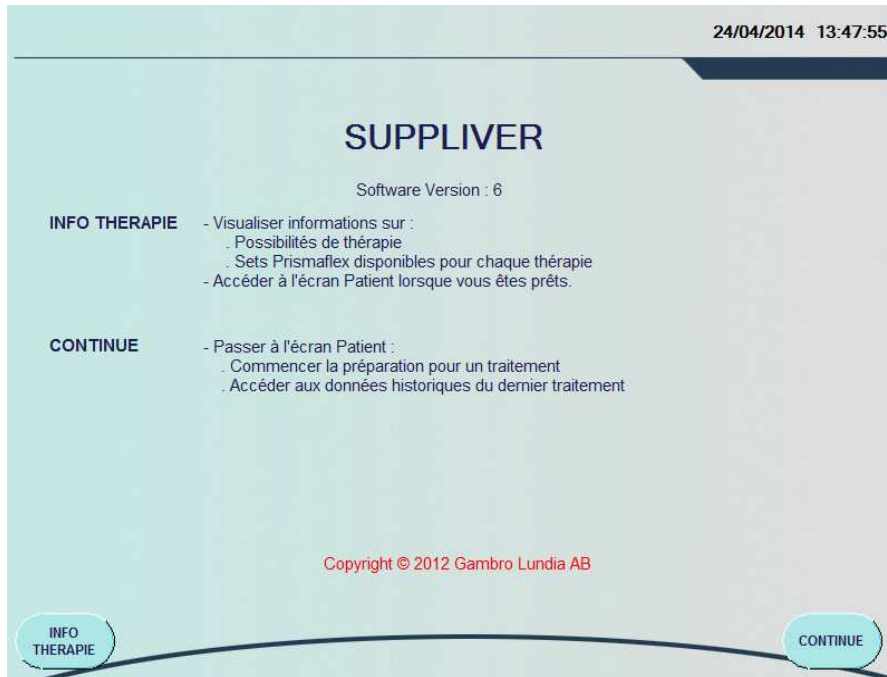 24/04/2014 13:47:55
SUPPLIVER
Software Version : 6
INFO THERAPIE - Visualiser informations sur :
. Possibilités de thérapie
. Sets Prismaflex disponibles pour chaque thérapie
- Accéder à l'écran Patient lorsque vous êtes prêts.
CONTINUE - Passer à l'écran Patient :
. Commencer la préparation pour un traitement
. Accéder aux données historiques du dernier traitement
Copyright © 2012 Gambro Lundia AB
INFO
THERAPIE
CONTINUE